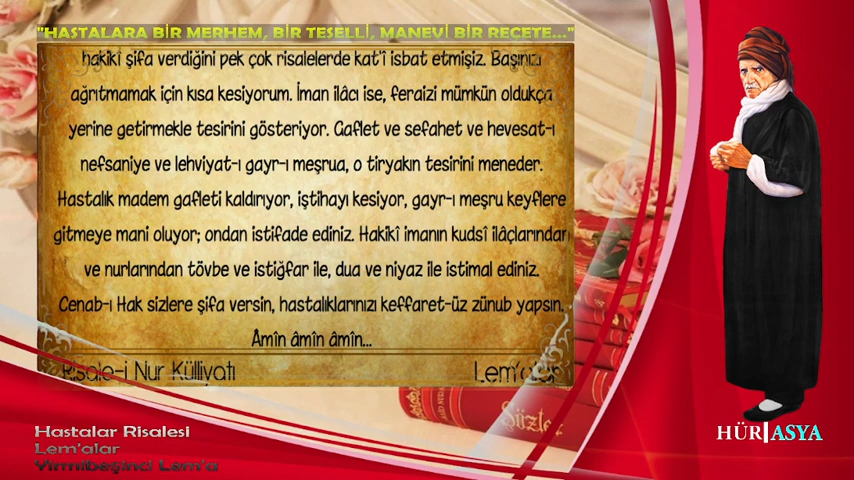 "HASTALARA BİR MERHEM, BİR TESELLİ, MANEVİ BİR REÇETE..."
hakikî şifa verdiğini pek çok risalelerde kat'î isbat etmişiz. Başınızı
ağrıtmamak için kısa kesiyorum. İman ilâcı ise, feraizi mümkün oldukça
yerine getirmekle tesirini gösteriyor. Gaflet ve sefahet ve hevesat-ı
nefsaniye ve lehviyat-ı gayr-ı meşrua, o tiryakın tesirini meneder.
Hastalık madem gafleti kaldırıyor, iştihayı kesiyor, gayr-ı meşru keyflere
gitmeye mani oluyor; ondan istifade ediniz. Hakikî imanın kudsî ilâçlarından
ve nurlarından tövbe ve istiğfar ile, dua ve niyaz ile istimal ediniz.
Cenab-ı Hak sizlere şifa versin, hastalıklarınızı keffaret-üz zünub yapsın.
Âmîn âmîn âmîn...
Risale-i Nur Külliyatı Lem'alar
Sözler
Hastalar Risalesi
Lem'alar
Yirmibeşinci Lem'a
HÜR ASYA